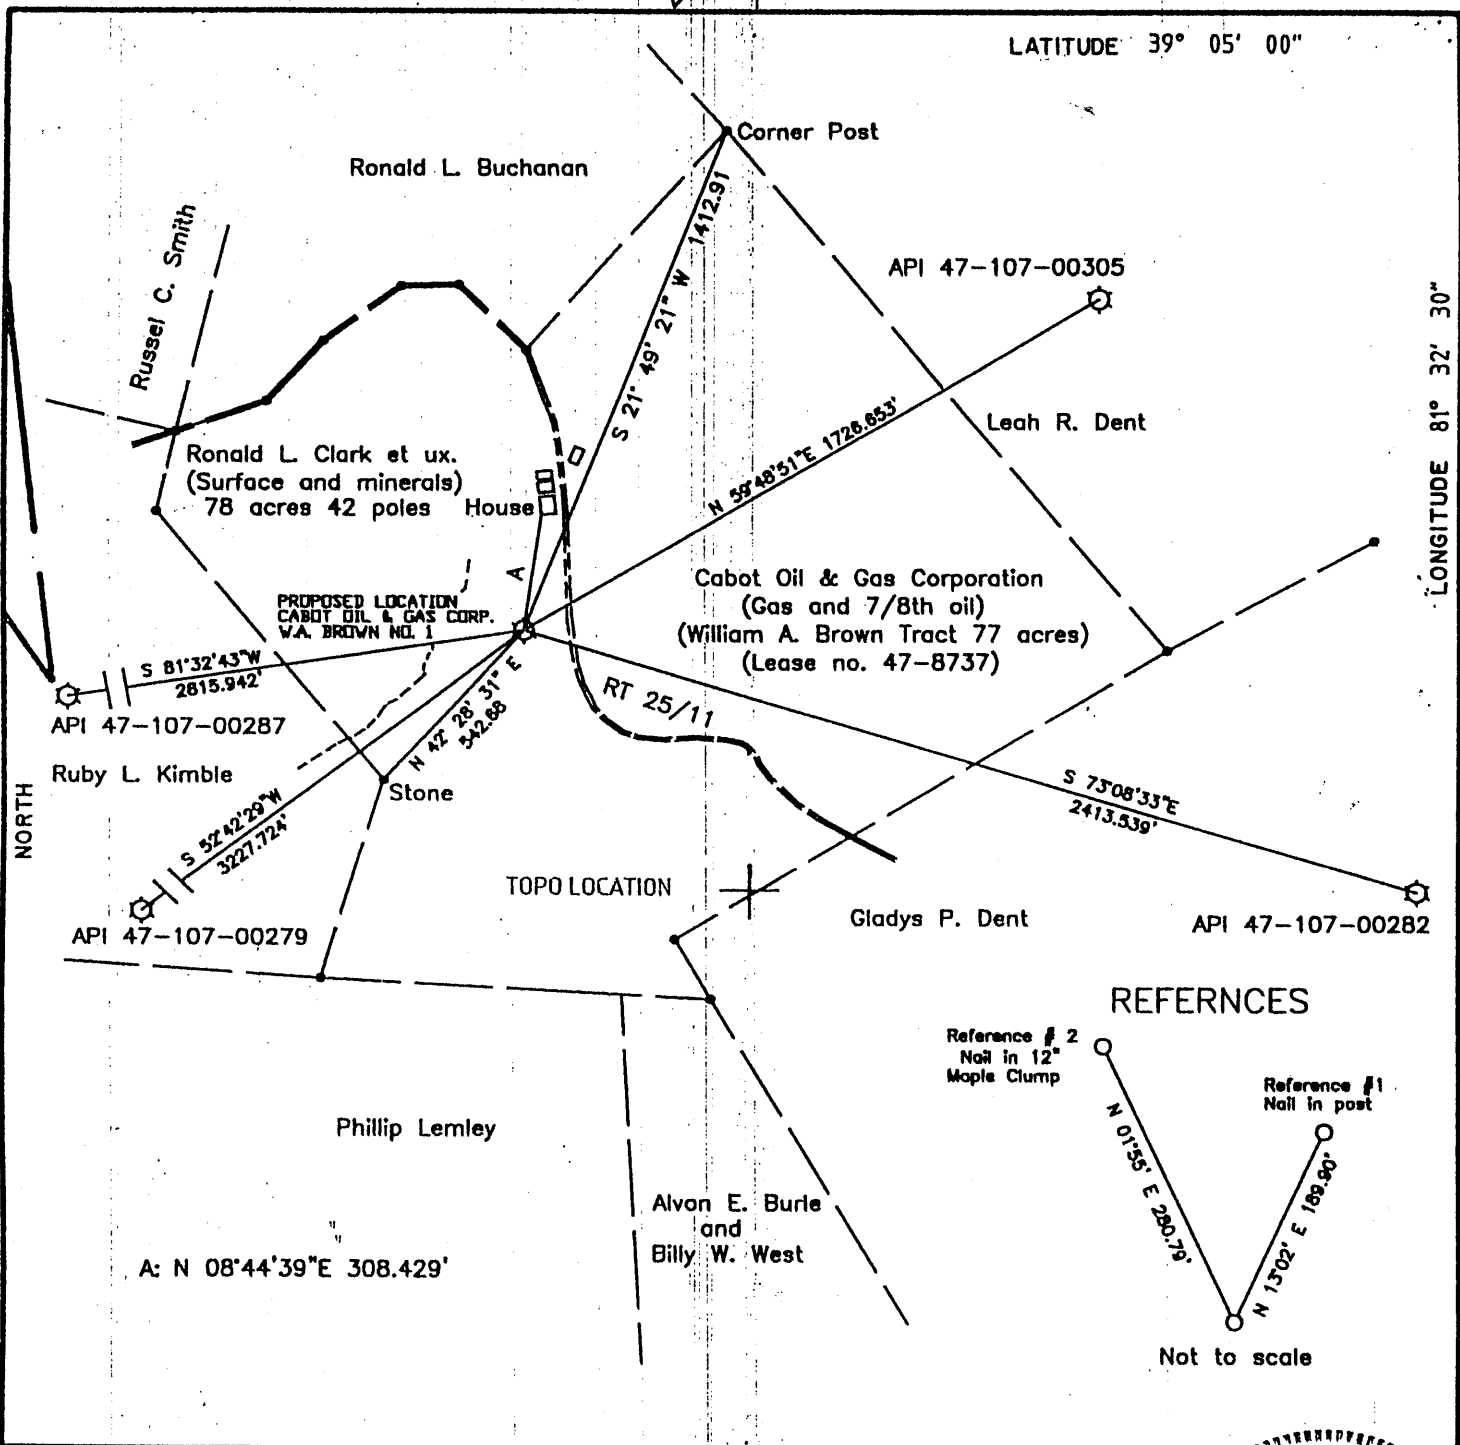 LATITUDE 39° 05' 00"
Corner Post
Ronald L. Buchanan
Russel C. Smith
S 21° 49' 21" W 1412.91
API 47-107-00305
LONGITUDE 81° 32' 30"
N 59°48'51"E 1726.653'
Leah R. Dent
Ronald L. Clark et ux.
(Surface and minerals)
78 acres 42 poles
House
A
PROPOSED LOCATION
CABOT OIL & GAS CORP.
W.A. BROWN NO. 1
Cabot Oil & Gas Corporation
(Gas and 7/8th oil)
(William A. Brown Tract 77 acres)
(Lease no. 47-8737)
S 81°32'43"W
2815.942'
API 47-107-00287
N 42° 28' 31" E
542.68
RT 25/11
Ruby L. Kimble
Stone
NORTH
S 52°42'29"W
3227.724'
S 73°08'33"E
2413.539'
TOPO LOCATION
API 47-107-00279
Gladys P. Dent
API 47-107-00282
REFERNCES
Reference # 2
Nail in 12"
Maple Clump
Reference #1
Nail in post
N 01°55' E 280.79'
N 13°02' E 189.90'
Not to scale
Phillip Lemley
Alvon E. Burle
and
Billy W. West
A: N 08°44'39"E 308.429'